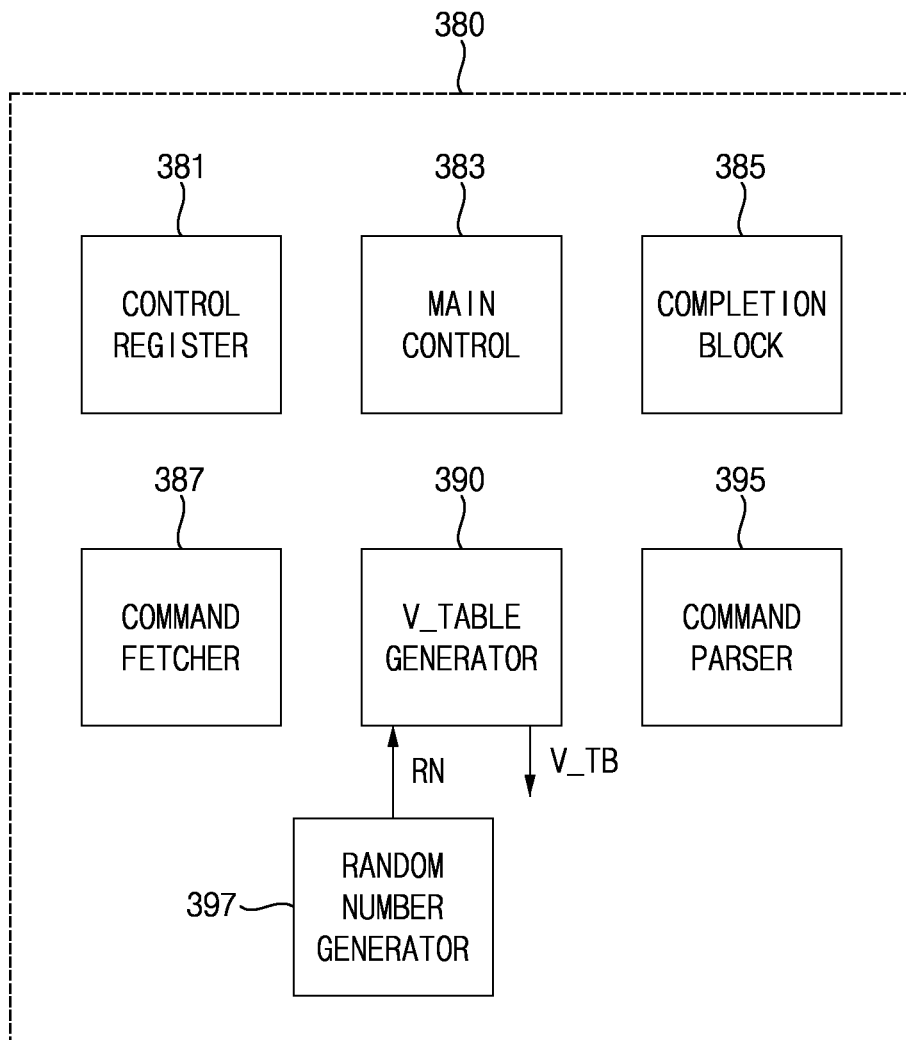 380
381
383
385
CONTROL
REGISTER
MAIN
CONTROL
COMPLETION
BLOCK
387
390
395
COMMAND
FETCHER
V_TABLE
GENERATOR
COMMAND
PARSER
RN
V_TB
397
RANDOM
NUMBER
GENERATOR